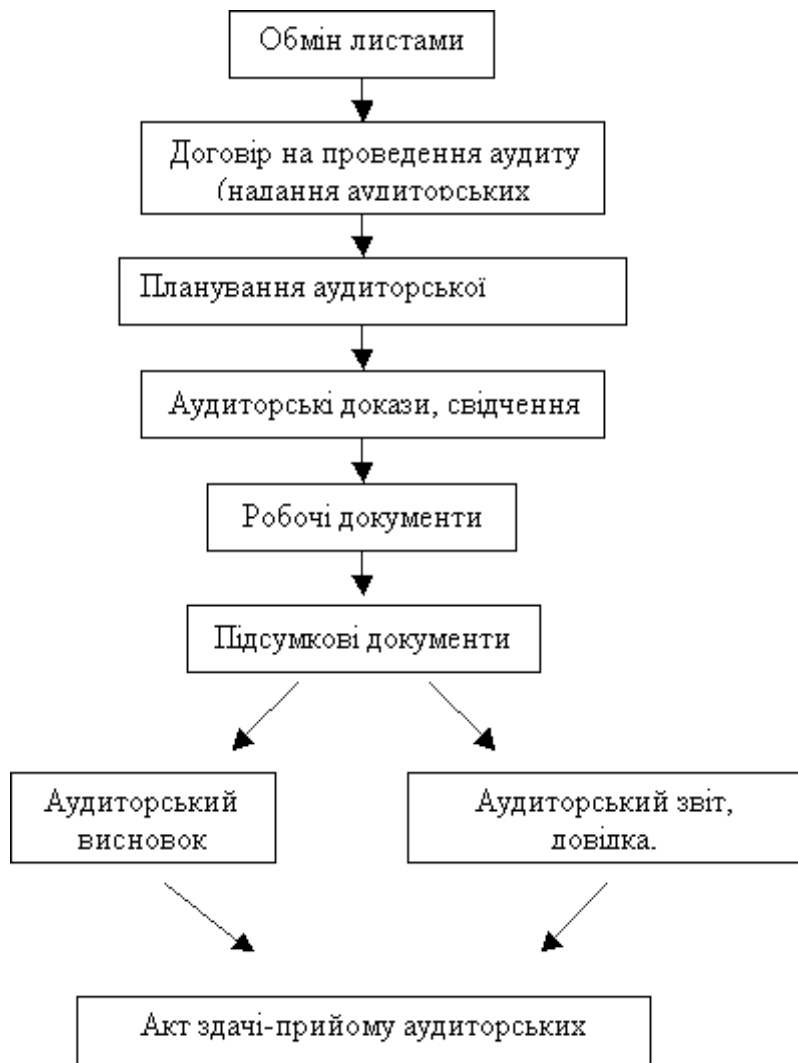 Обмін листами
Договір на проведення аудиту
(надання аудиторських
Планування аудиторської
Аудиторські докази, свідчення
Робочі документи
Підсумкові документи
Аудиторський
висновок
Аудиторський звіт,
довідка.
Акт здачі-прийому аудиторських